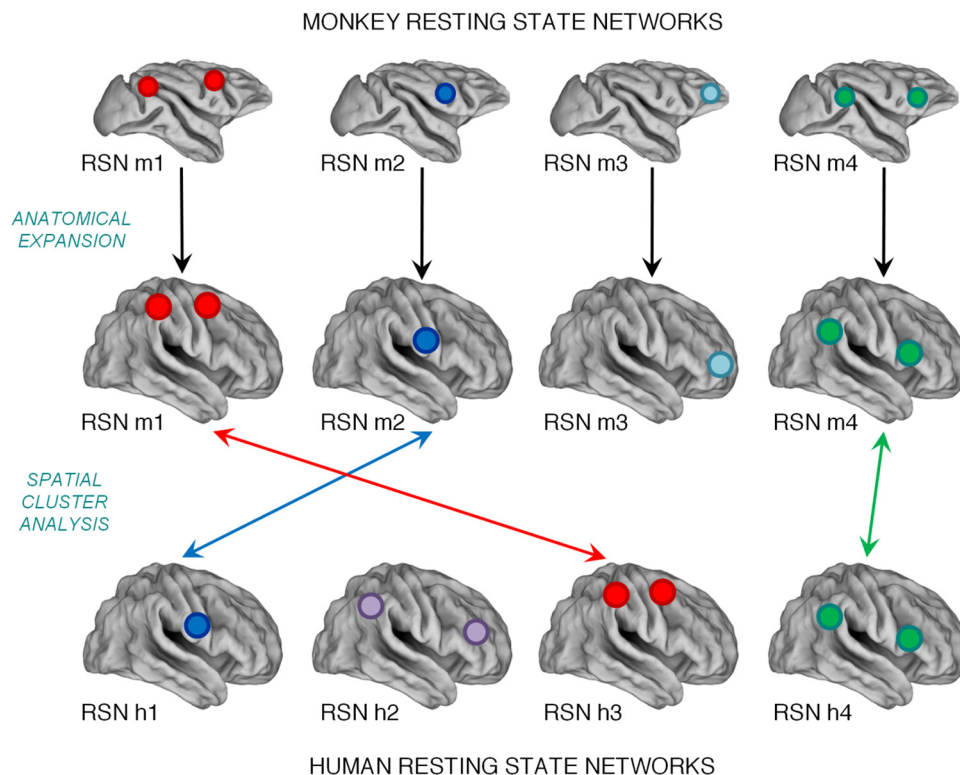 MONKEY RESTING STATE NETWORKS
RSN m1
RSN m2
RSN m3
RSN m4
ANATOMICAL
EXPANSION
RSN m1
RSN m2
RSN m3
RSN m4
SPATIAL
CLUSTER
ANALYSIS
RSN h1
RSN h2
RSN h3
RSN h4
HUMAN RESTING STATE NETWORKS